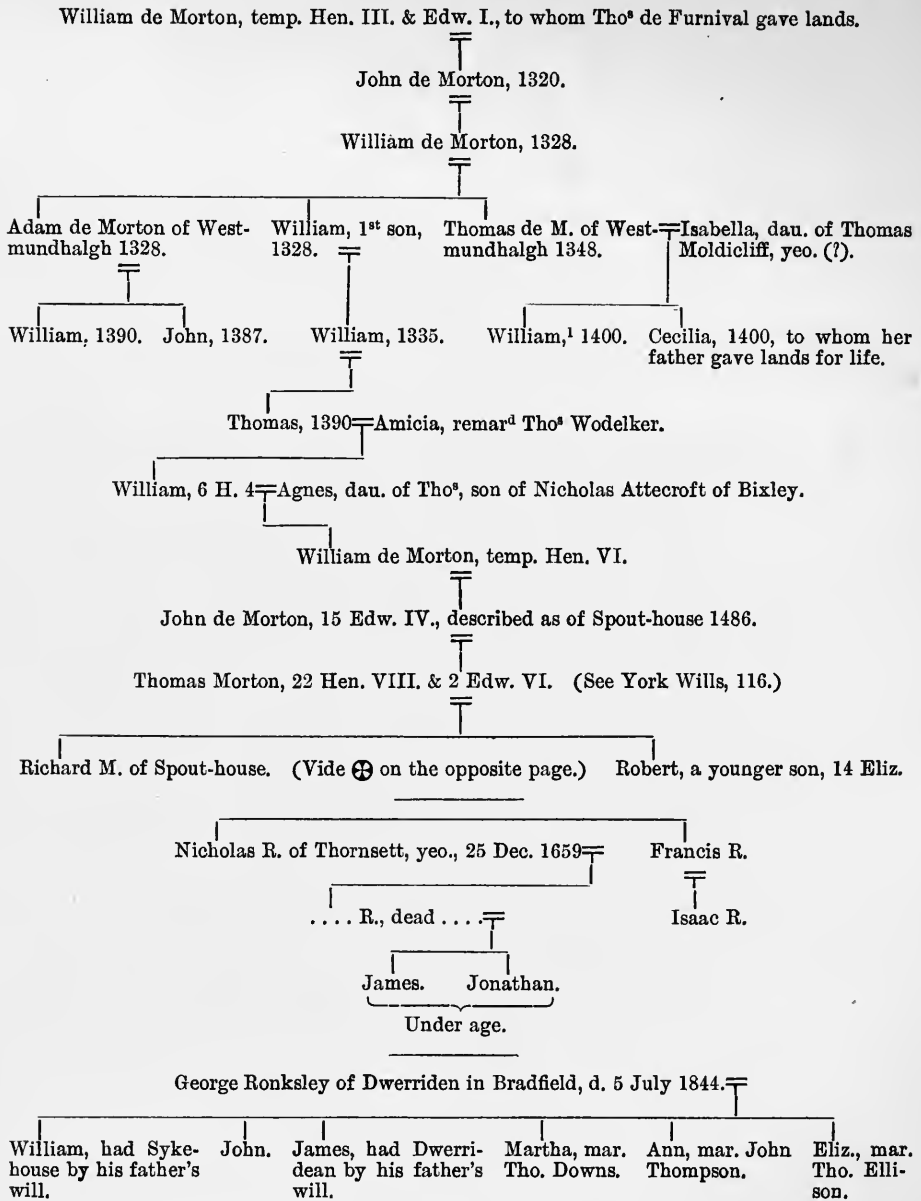 William de Morton, temp. Hen. III. & Edw. I., to whom Thoˢ de Furnival gave lands.
John de Morton, 1320.
William de Morton, 1328.
Adam de Morton of West-
mundhalgh 1328.
William, 1ˢᵗ son,
1328.
Thomas de M. of West-
mundhalgh 1348.
Isabella, dau. of Thomas
Moldicliff, yeo. (?).
William, 1390.
John, 1387.
William, 1335.
William,¹ 1400.
Cecilia, 1400, to whom her
father gave lands for life.
Thomas, 1390
Amicia, remarᵈ Thoˢ Wodelker.
William, 6 H. 4
Agnes, dau. of Thoˢ, son of Nicholas Attecroft of Bixley.
William de Morton, temp. Hen. VI.
John de Morton, 15 Edw. IV., described as of Spout-house 1486.
Thomas Morton, 22 Hen. VIII. & 2 Edw. VI. (See York Wills, 116.)
Richard M. of Spout-house. (Vide ✠ on the opposite page.) Robert, a younger son, 14 Eliz.
Nicholas R. of Thornsett, yeo., 25 Dec. 1659
Francis R.
. . . . R., dead . . . .
Isaac R.
James. Jonathan.
Under age.
George Ronksley of Dwerriden in Bradfield, d. 5 July 1844.
William, had Syke-
house by his father's
will.
John.
James, had Dwerri-
dean by his father's
will.
Martha, mar.
Tho. Downs.
Ann, mar. John
Thompson.
Eliz., mar.
Tho. Elli-
son.